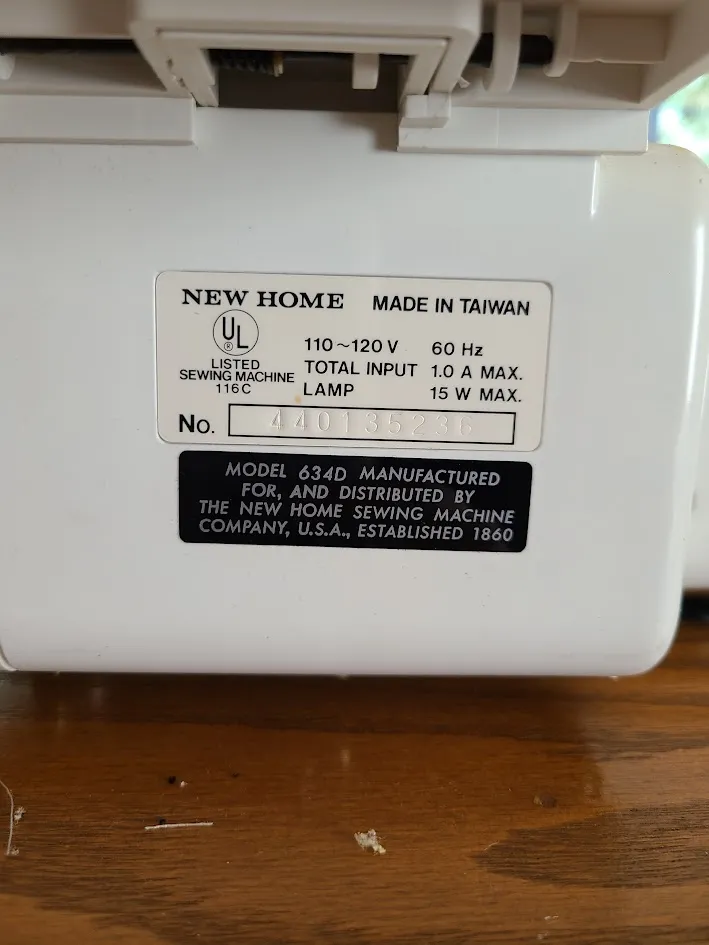 NEW HOME MADE IN TAIWAN
UL
®
LISTED
SEWING MACHINE
116C
110~120 V 60 Hz
TOTAL INPUT 1.0 A MAX.
LAMP 15 W MAX.
No.
MODEL 634D MANUFACTURED
FOR, AND DISTRIBUTED BY
THE NEW HOME SEWING MACHINE
COMPANY, U.S.A., ESTABLISHED 1860